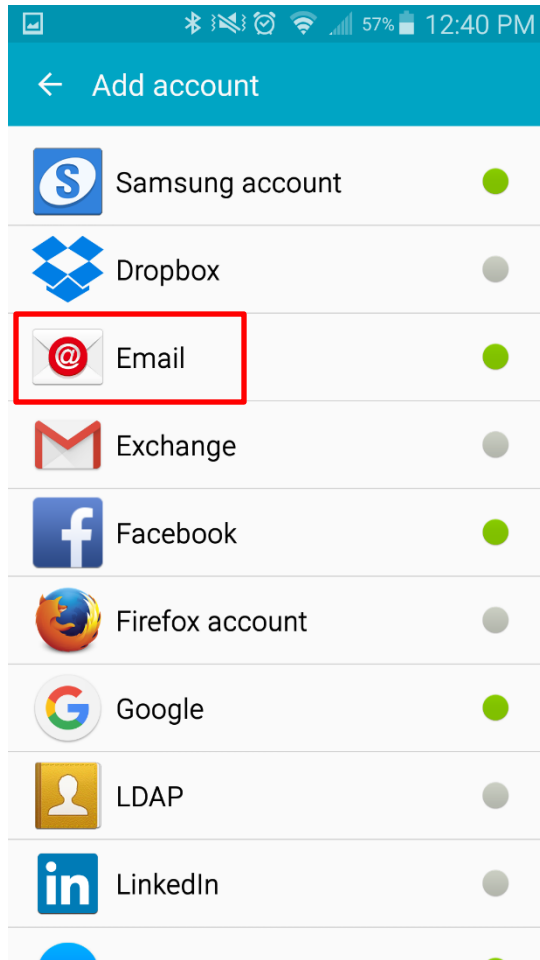 57% 12:40 PM
Add account
Samsung account
Dropbox
Email
Exchange
Facebook
Firefox account
Google
LDAP
LinkedIn